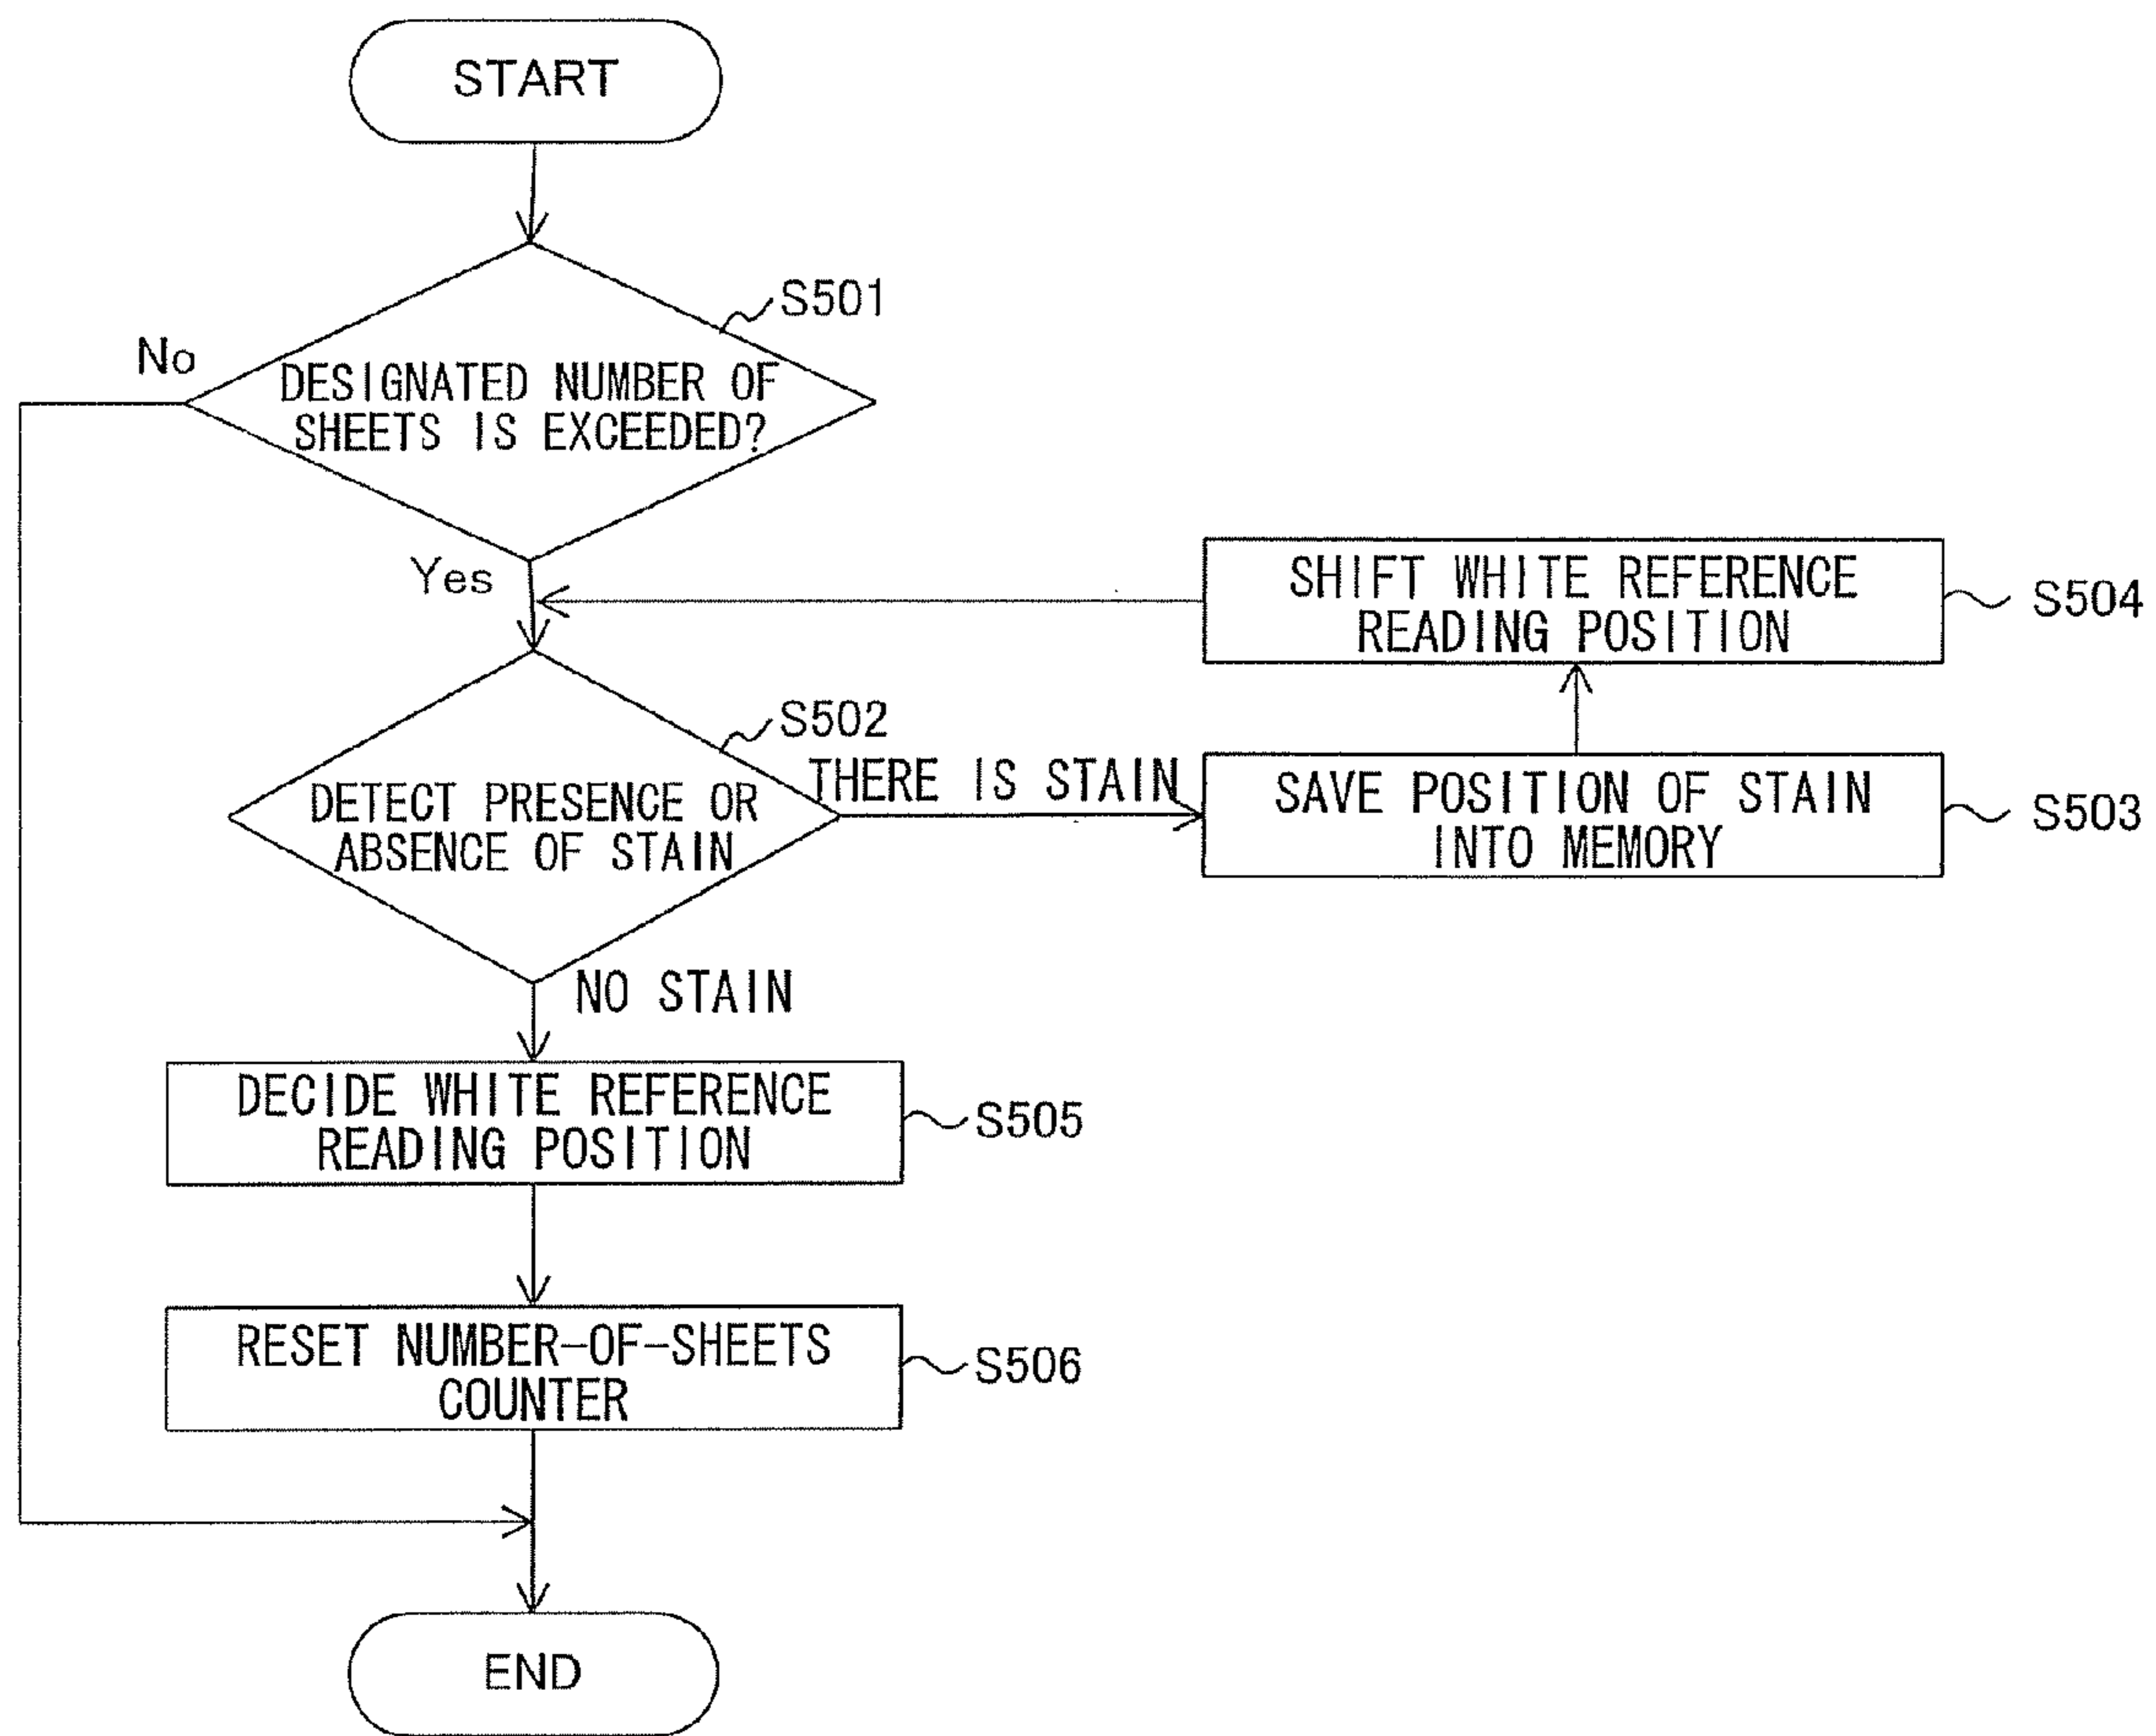 START
S501
No
DESIGNATED NUMBER OF
SHEETS IS EXCEEDED?
Yes
SHIFT WHITE REFERENCE
READING POSITION
S504
S502
THERE IS STAIN
DETECT PRESENCE OR
ABSENCE OF STAIN
SAVE POSITION OF STAIN
INTO MEMORY
S503
NO STAIN
DECIDE WHITE REFERENCE
READING POSITION
S505
RESET NUMBER-OF-SHEETS
COUNTER
S506
END